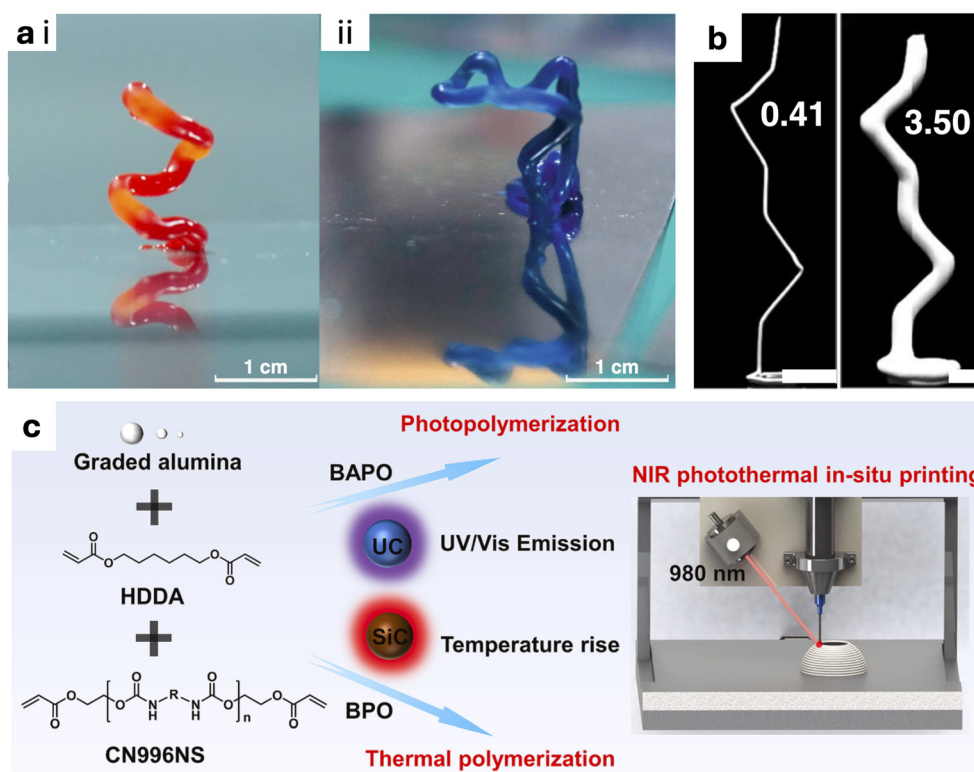 a i
ii
b
1 cm
1 cm
0.41
3.50
c
Graded alumina
+
HDDA
+
CN996NS
O
O
O
O
O
O
O
O
N
H
R
N
H
O
O
n
O
O
BAPO
Photopolymerization
UC
UV/Vis Emission
SiC
Temperature rise
BPO
Thermal polymerization
NIR photothermal in-situ printing
980 nm